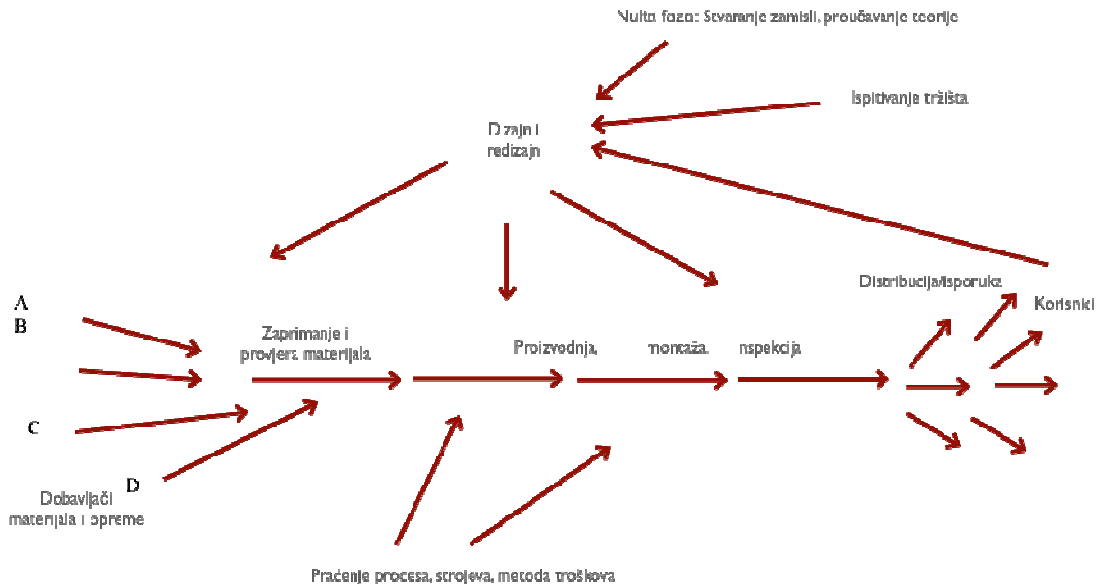 Nulta faza: Stvaranje zamisli, proučavanje teorije
Ispitivanje tržišta
Dizajn i
redizajn
Distribucija/isporuka
Korisnici
A
B
Zaprimanje i
provjera materijala
Proizvodnja, montaža, inspekcija
C
D
Dobavljači
materijala i opreme
Praćenje procesa, strojeva, metoda troškova